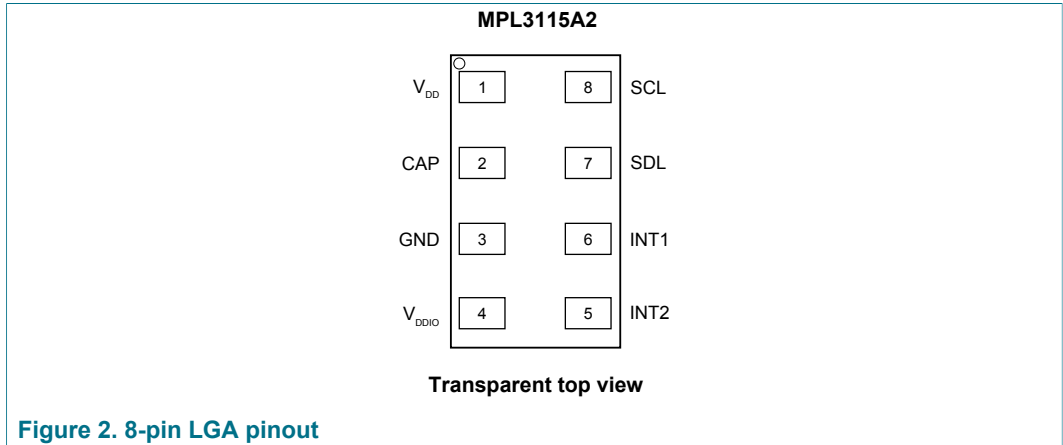 MPL3115A2
VDD 1 8 SCL
CAP 2 7 SDL
GND 3 6 INT1
VDDIO 4 5 INT2
Transparent top view
Figure 2. 8-pin LGA pinout